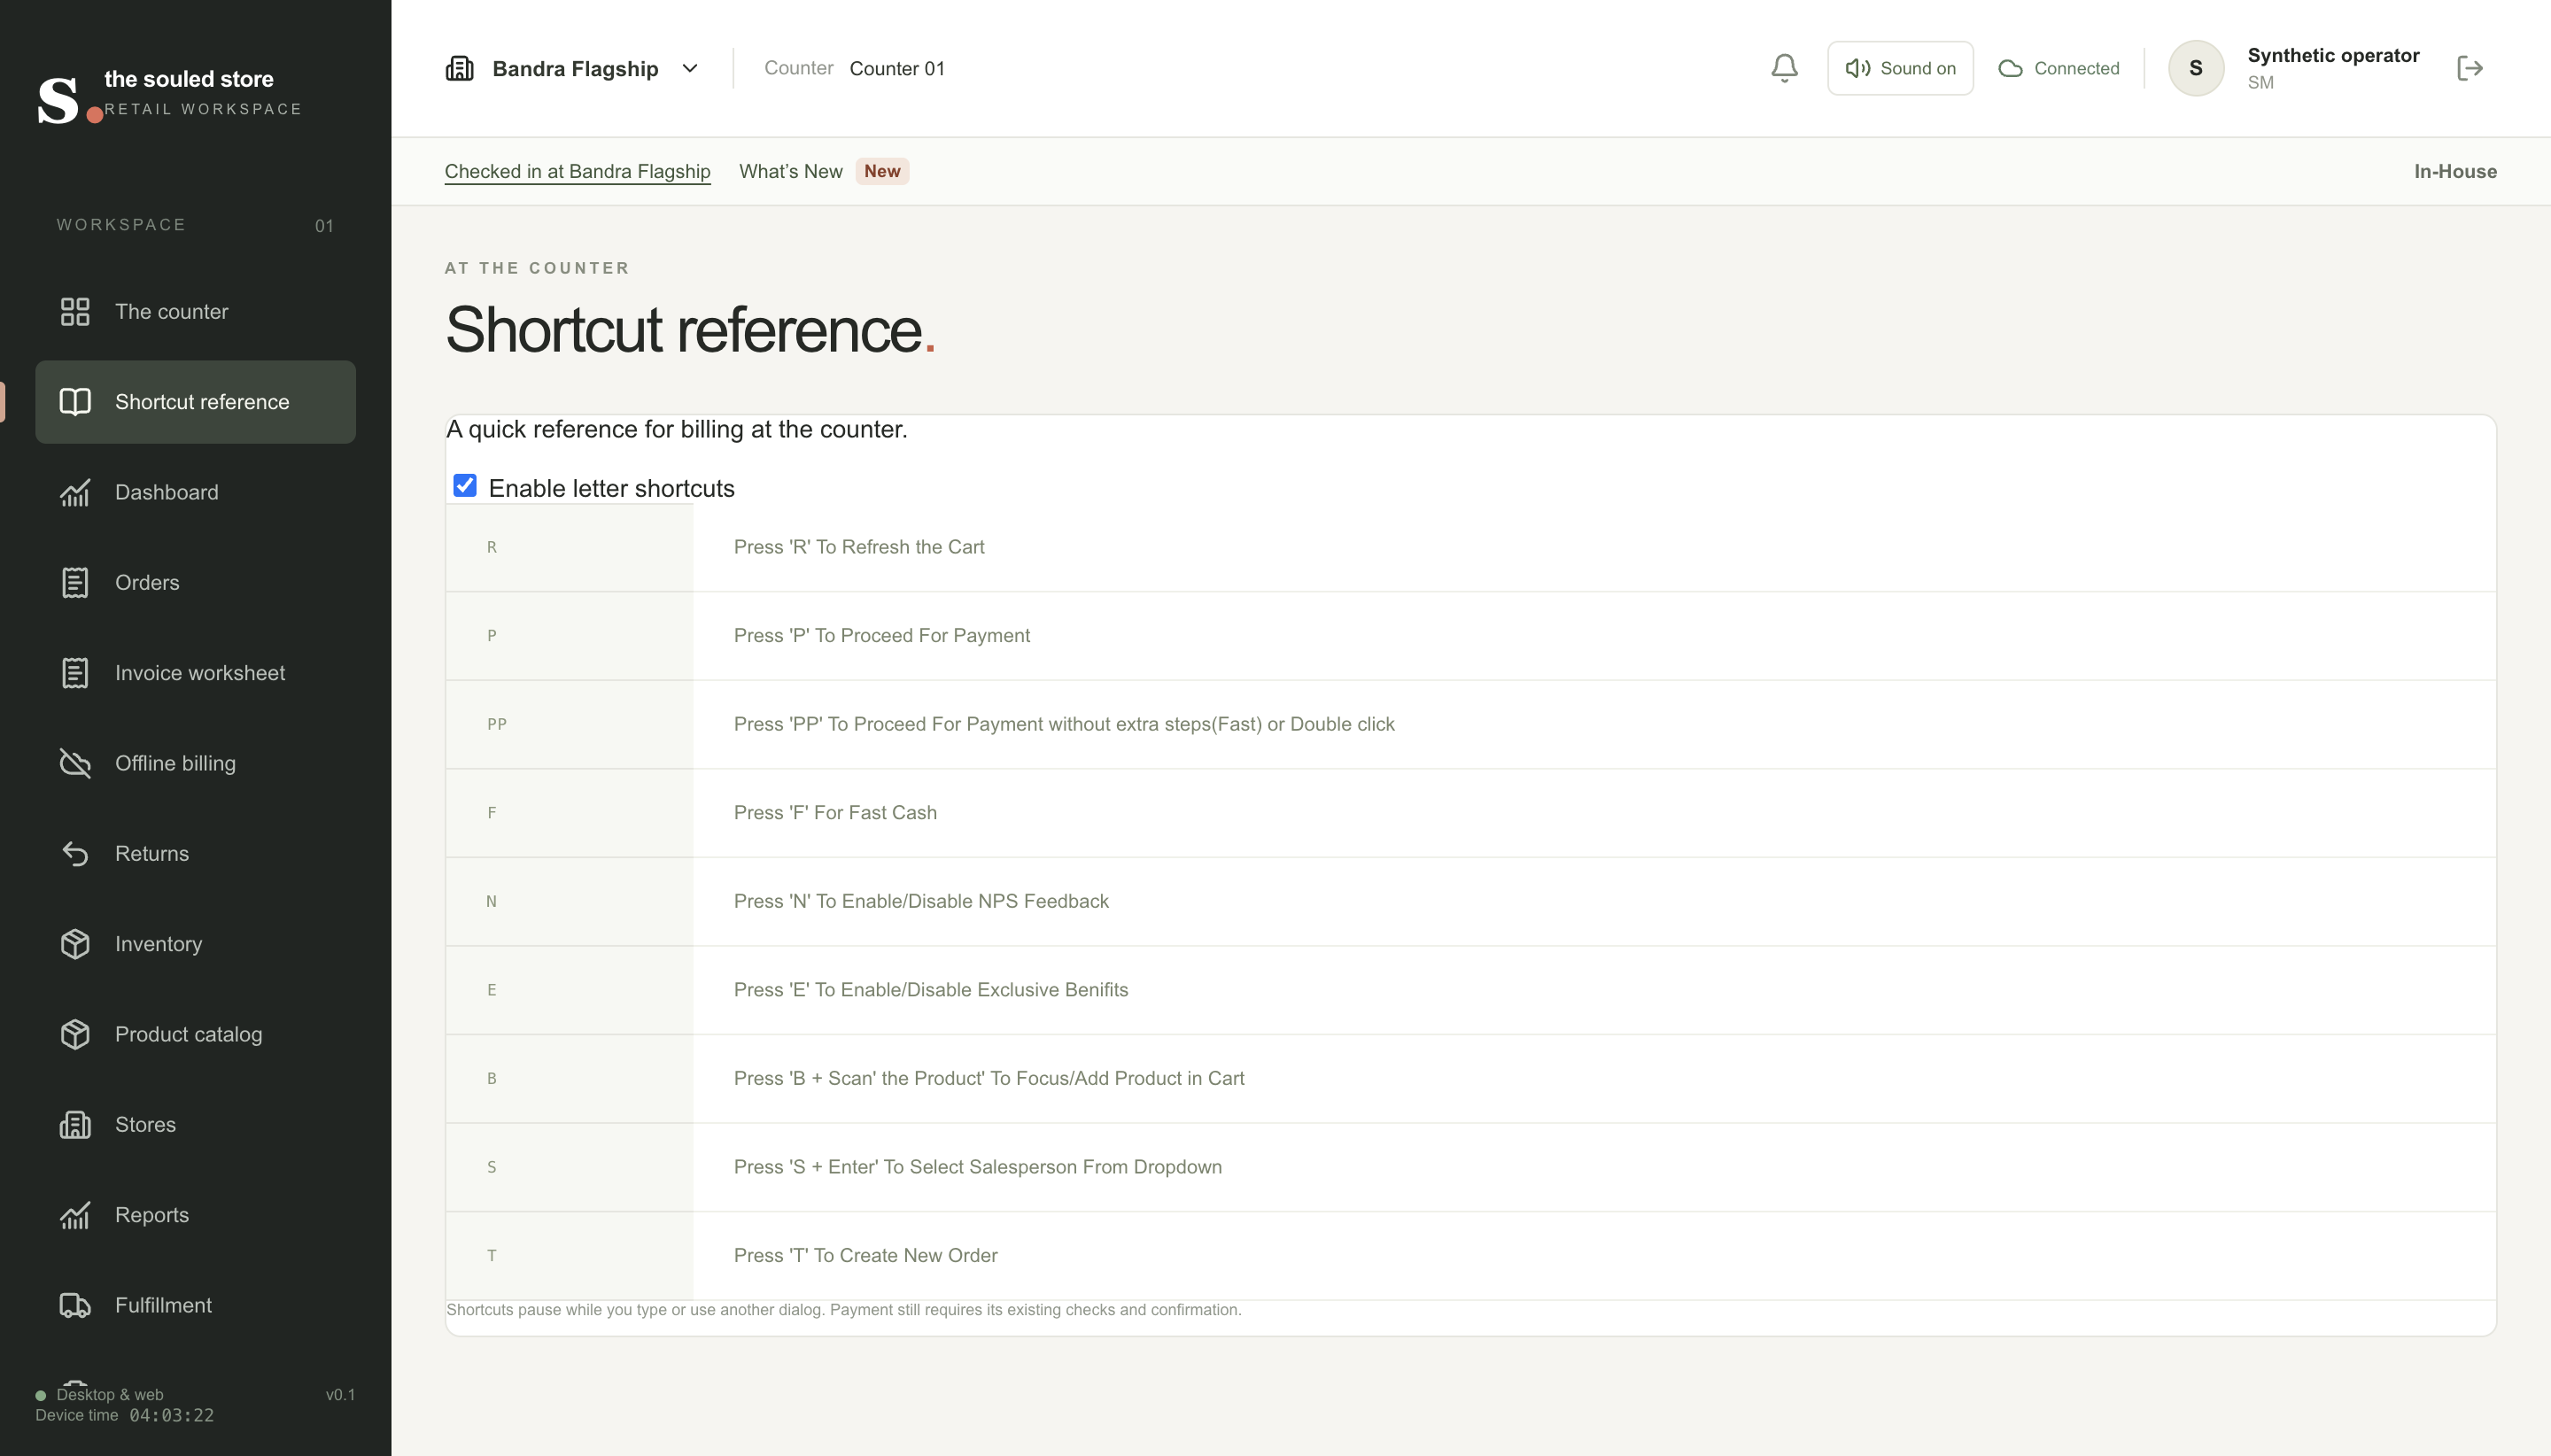 the souled store
S.
RETAIL WORKSPACE
WORKSPACE 01
The counter
Shortcut reference
Dashboard
Orders
Invoice worksheet
Offline billing
Returns
Inventory
Product catalog
Stores
Reports
Fulfillment
Desktop & web v0.1
Device time 04:03:22
Bandra Flagship Counter Counter 01 Sound on Connected S Synthetic operator
SM
Checked in at Bandra Flagship What’s New New In-House
AT THE COUNTER
Shortcut reference.
A quick reference for billing at the counter.
Enable letter shortcuts
R Press 'R' To Refresh the Cart
P Press 'P' To Proceed For Payment
PP Press 'PP' To Proceed For Payment without extra steps(Fast) or Double click
F Press 'F' For Fast Cash
N Press 'N' To Enable/Disable NPS Feedback
E Press 'E' To Enable/Disable Exclusive Benifits
B Press 'B + Scan' the Product' To Focus/Add Product in Cart
S Press 'S + Enter' To Select Salesperson From Dropdown
T Press 'T' To Create New Order
Shortcuts pause while you type or use another dialog. Payment still requires its existing checks and confirmation.